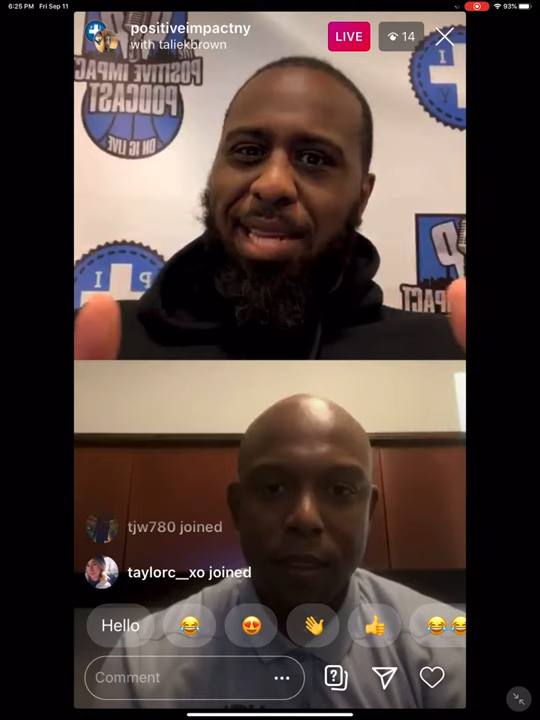 6:25 PM Fri Sep 11
93%
positiveimpactny
with taliekbrown
LIVE
14
THE
POSITIVE IMPACT
PODCAST
ON IG LIVE
I
Y
I
P
P
IMPACT
tjw780 joined
taylorc__xo joined
Hello
Comment